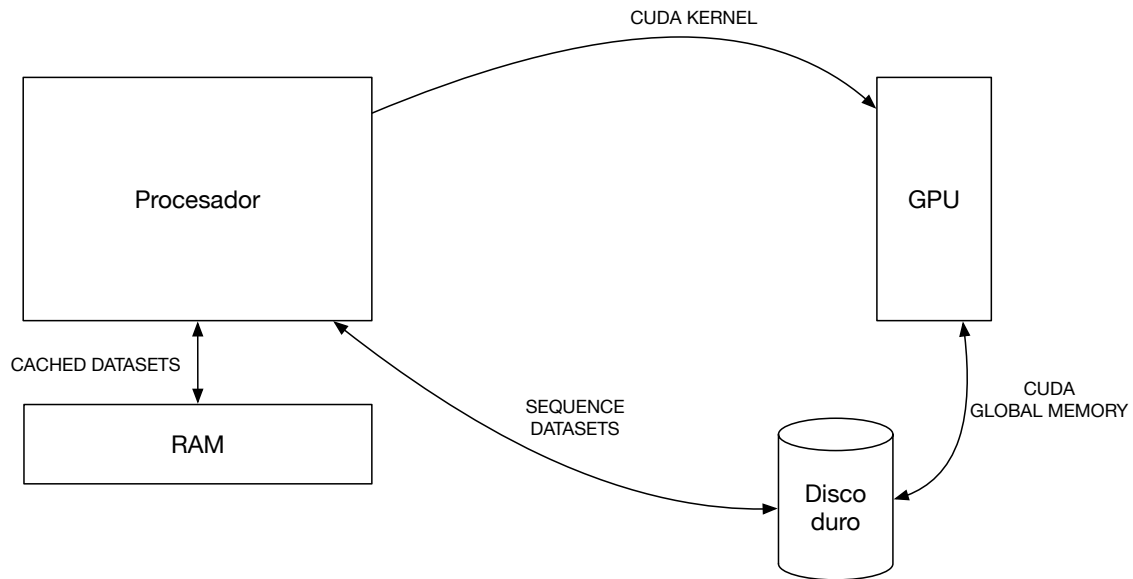 CUDA KERNEL
Procesador
GPU
CACHED DATASETS
RAM
SEQUENCE
DATASETS
CUDA
GLOBAL MEMORY
Disco
duro